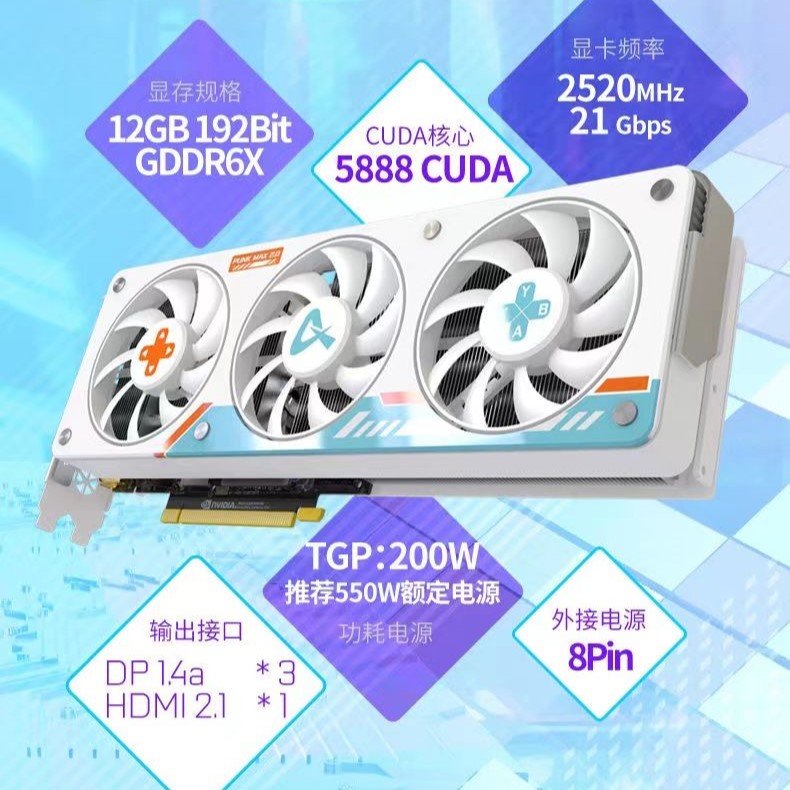 显存规格
12GB 192Bit
GDDR6X
CUDA核心
5888 CUDA
显卡频率
2520MHz
21 Gbps
PUNK MAX 2.0
Y
B
A
NVIDIA
TGP：200W
推荐550W额定电源
功耗电源
输出接口
DP 1.4a *3
HDMI 2.1 *1
外接电源
8Pin